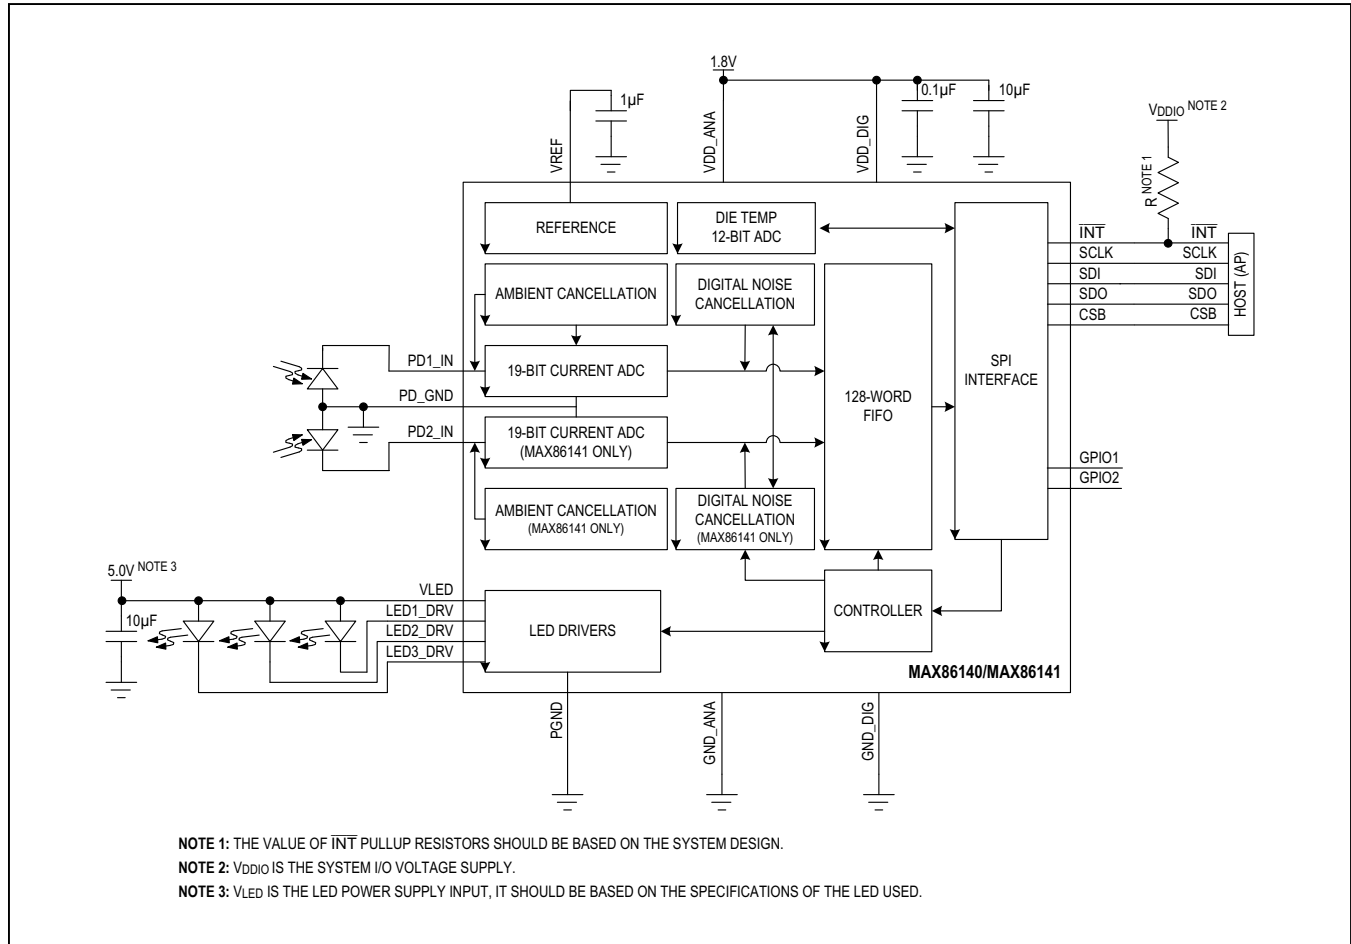 1.8V
1µF
0.1µF
10µF
VDDIO NOTE 2
VREF
VDD_ANA
VDD_DIG
R NOTE 1
REFERENCE
DIE TEMP
12-BIT ADC
INT
INT
SCLK
SCLK
SDI
SDI
SDO
SDO
CSB
CSB
HOST (AP)
AMBIENT CANCELLATION
DIGITAL NOISE
CANCELLATION
PD1_IN
19-BIT CURRENT ADC
SPI
INTERFACE
PD_GND
128-WORD
FIFO
PD2_IN
19-BIT CURRENT ADC
(MAX86141 ONLY)
GPIO1
GPIO2
AMBIENT CANCELLATION
(MAX86141 ONLY)
DIGITAL NOISE
CANCELLATION
(MAX86141 ONLY)
5.0V NOTE 3
10µF
VLED
LED1_DRV
LED2_DRV
LED3_DRV
LED DRIVERS
CONTROLLER
MAX86140/MAX86141
PGND
GND_ANA
GND_DIG
NOTE 1: THE VALUE OF INT PULLUP RESISTORS SHOULD BE BASED ON THE SYSTEM DESIGN.
NOTE 2: VDDIO IS THE SYSTEM I/O VOLTAGE SUPPLY.
NOTE 3: VLED IS THE LED POWER SUPPLY INPUT, IT SHOULD BE BASED ON THE SPECIFICATIONS OF THE LED USED.